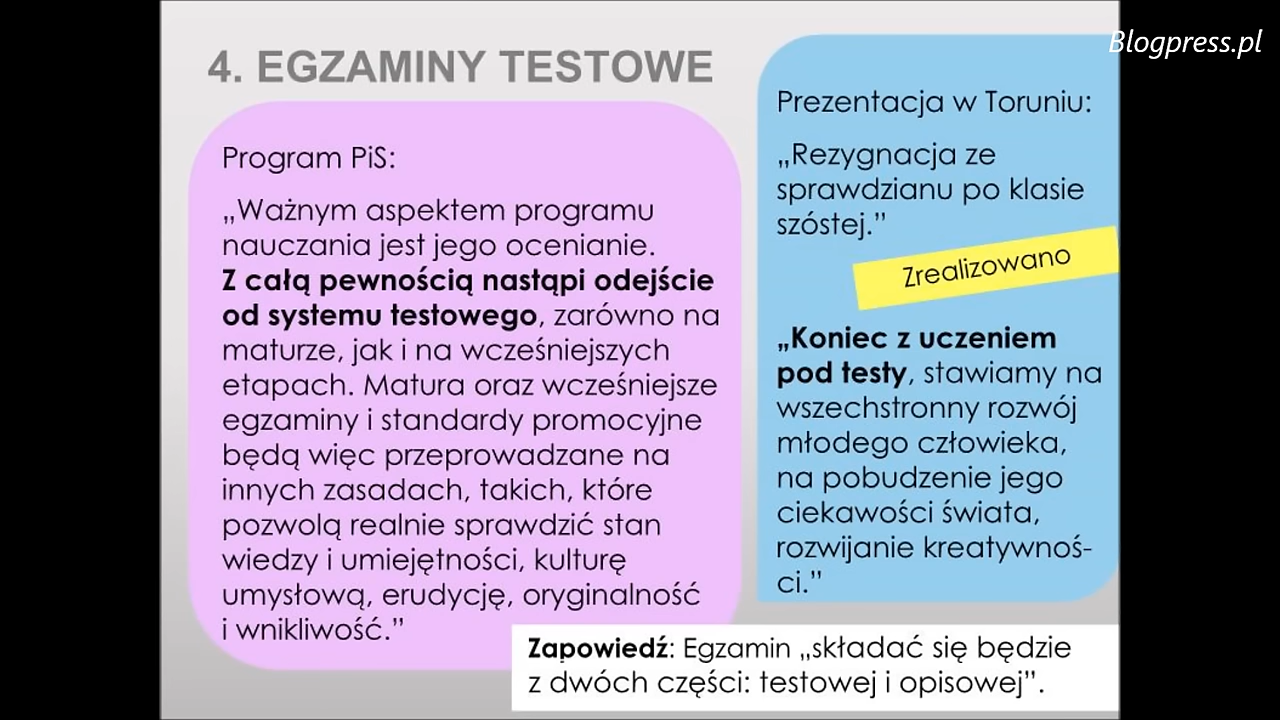 4. EGZAMINY TESTOWE
Program PiS:
„Ważnym aspektem programu
nauczania jest jego ocenianie.
Z całą pewnością nastąpi odejście
od systemu testowego, zarówno na
maturze, jak i na wcześniejszych
etapach. Matura oraz wcześniejsze
egzaminy i standardy promocyjne
będą więc przeprowadzane na
innych zasadach, takich, które
pozwolą realnie sprawdzić stan
wiedzy i umiejętności, kulturę
umysłową, erudycję, oryginalność
i wnikliwość.”
Blogpress.pl
Prezentacja w Toruniu:
„Rezygnacja ze
sprawdzianu po klasie
szóstej.”
Zrealizowano
„Koniec z uczeniem
pod testy, stawiamy na
wszechstronny rozwój
młodego człowieka,
na pobudzenie jego
ciekawości świata,
rozwijanie kreatywnoś-
ci.”
Zapowiedź: Egzamin „składać się będzie
z dwóch części: testowej i opisowej”.